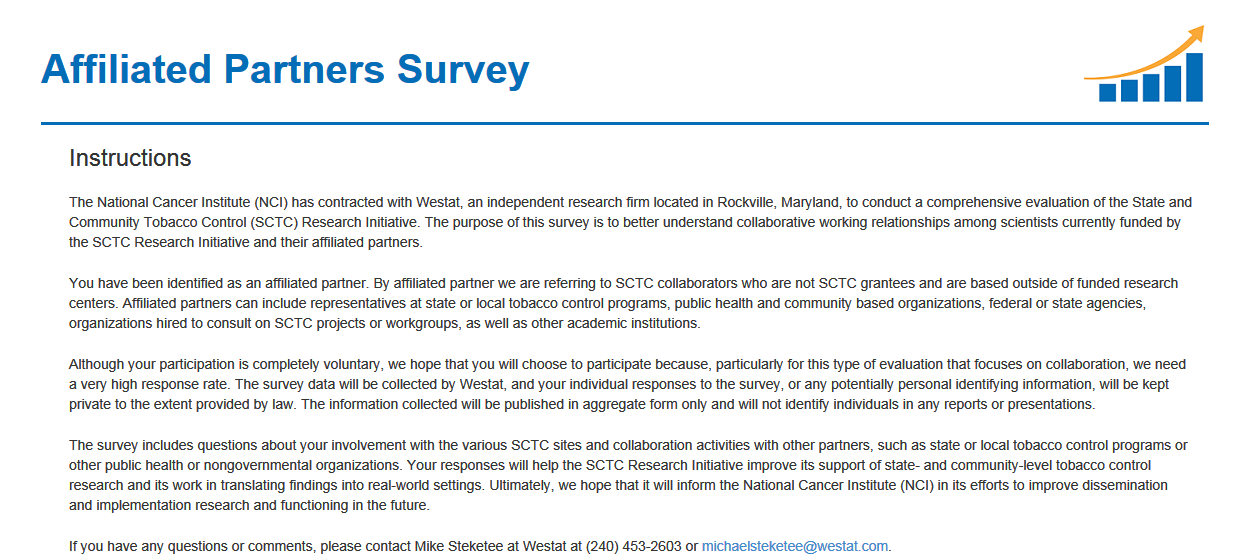 Affiliated Partners Survey
Instructions
The National Cancer Institute (NCI) has contracted with Westat, an independent research firm located in Rockville, Maryland, to conduct a comprehensive evaluation of the State and
Community Tobacco Control (SCTC) Research Initiative. The purpose of this survey is to better understand collaborative working relationships among scientists currently funded by
the SCTC Research Initiative and their affiliated partners.
You have been identified as an affiliated partner. By affiliated partner we are referring to SCTC collaborators who are not SCTC grantees and are based outside of funded research
centers. Affiliated partners can include representatives at state or local tobacco control programs, public health and community based organizations, federal or state agencies,
organizations hired to consult on SCTC projects or workgroups, as well as other academic institutions.
Although your participation is completely voluntary, we hope that you will choose to participate because, particularly for this type of evaluation that focuses on collaboration, we need
a very high response rate. The survey data will be collected by Westat, and your individual responses to the survey, or any potentially personal identifying information, will be kept
private to the extent provided by law. The information collected will be published in aggregate form only and will not identify individuals in any reports or presentations.
The survey includes questions about your involvement with the various SCTC sites and collaboration activities with other partners, such as state or local tobacco control programs or
other public health or nongovernmental organizations. Your responses will help the SCTC Research Initiative improve its support of state- and community-level tobacco control
research and its work in translating findings into real-world settings. Ultimately, we hope that it will inform the National Cancer Institute (NCI) in its efforts to improve dissemination
and implementation research and functioning in the future.
If you have any questions or comments, please contact Mike Steketee at Westat at (240) 453-2603 or michaelsteketee@westat.com.